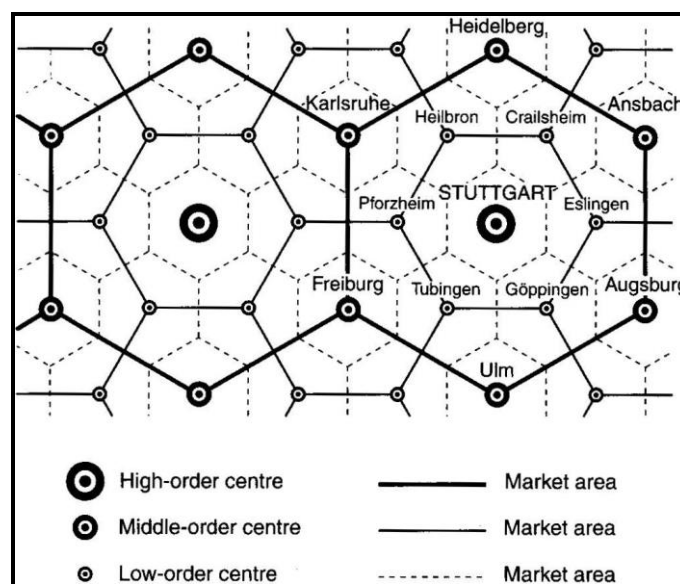 Heidelberg
Karlsruhe
Heilbron
Crailsheim
Ansbach
Pforzheim
STUTTGART
Eslingen
Freiburg
Tubingen
Göppingen
Augsburg
Ulm
High-order centre
Market area
Middle-order centre
Market area
Low-order centre
Market area